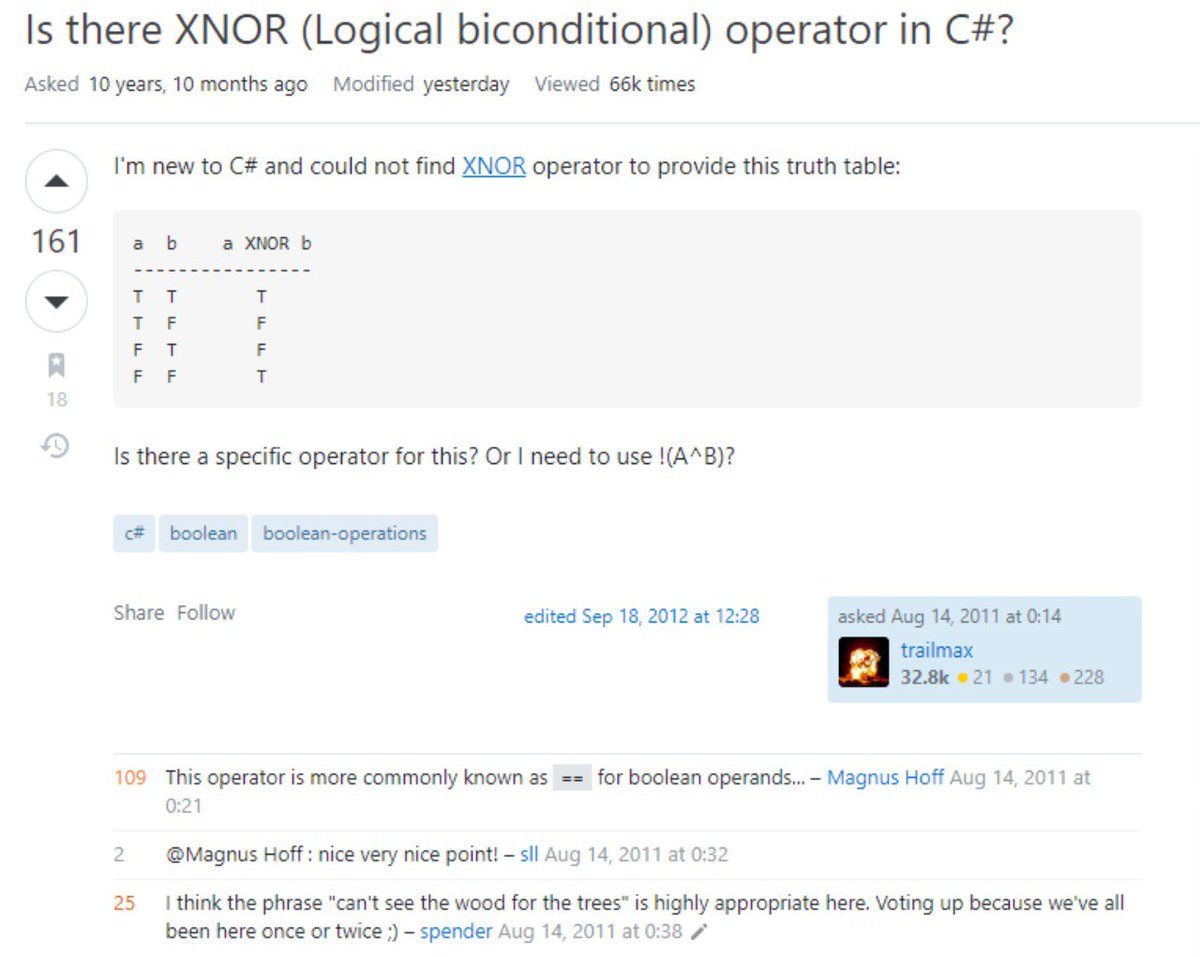 Is there XNOR (Logical biconditional) operator in C#?
Asked 10 years, 10 months ago Modified yesterday Viewed 66k times
I'm new to C# and could not find XNOR operator to provide this truth table:
161
a b a XNOR b
----------------
T T T
T F F
F T F
F F T
18
Is there a specific operator for this? Or I need to use !(A^B)?
c# boolean boolean-operations
Share Follow
edited Sep 18, 2012 at 12:28
asked Aug 14, 2011 at 0:14
trailmax
32.8k 21 134 228
109 This operator is more commonly known as == for boolean operands... – Magnus Hoff Aug 14, 2011 at
0:21
2 @Magnus Hoff : nice very nice point! – sll Aug 14, 2011 at 0:32
25 I think the phrase "can't see the wood for the trees" is highly appropriate here. Voting up because we've all
been here once or twice ;) – spender Aug 14, 2011 at 0:38